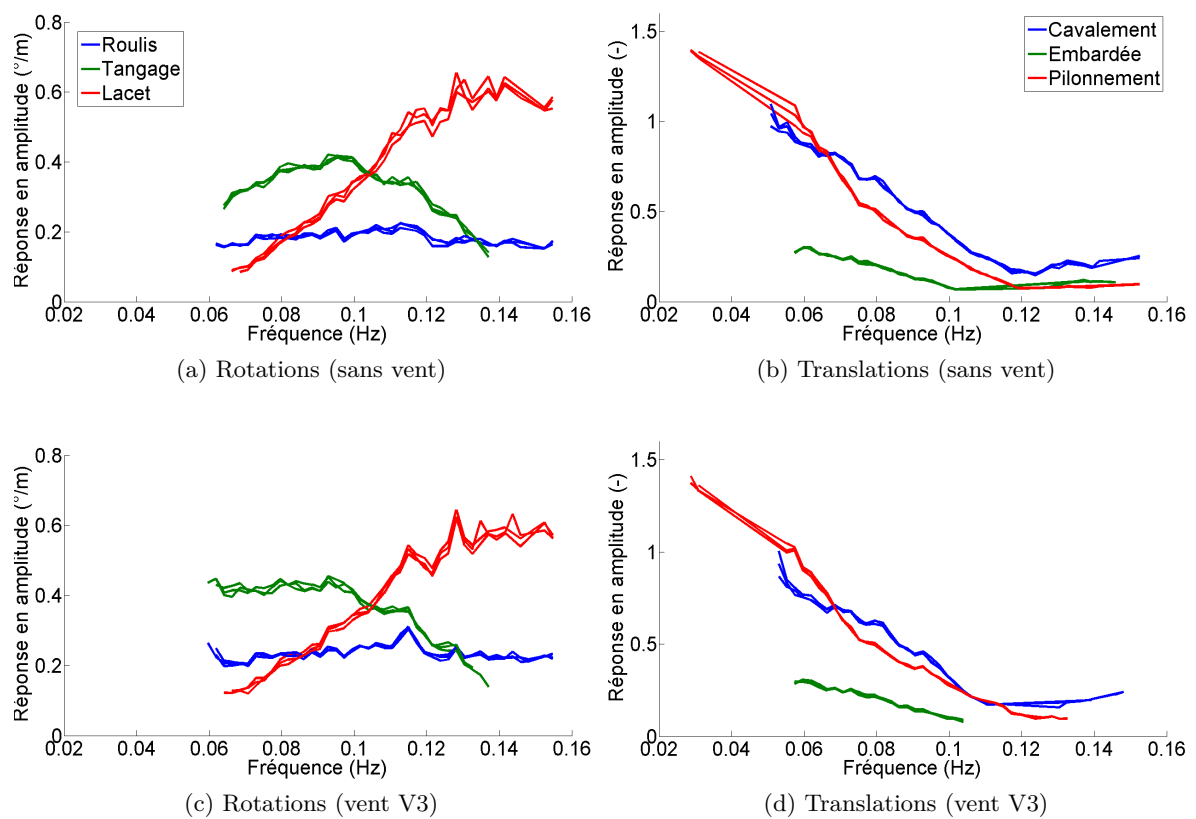 0.8
0.6
0.4
0.2
0
Réponse en amplitude (°/m)
Roulis
Tangage
Lacet
0.02 0.04 0.06 0.08 0.1 0.12 0.14 0.16
Fréquence (Hz)
(a) Rotations (sans vent)
1.5
1
0.5
0
Réponse en amplitude (-)
Cavalement
Embardée
Pilonnement
0.02 0.04 0.06 0.08 0.1 0.12 0.14 0.16
Fréquence (Hz)
(b) Translations (sans vent)
0.8
0.6
0.4
0.2
0
Réponse en amplitude (°/m)
0.02 0.04 0.06 0.08 0.1 0.12 0.14 0.16
Fréquence (Hz)
(c) Rotations (vent V3)
1.5
1
0.5
0
Réponse en amplitude (-)
0.02 0.04 0.06 0.08 0.1 0.12 0.14 0.16
Fréquence (Hz)
(d) Translations (vent V3)